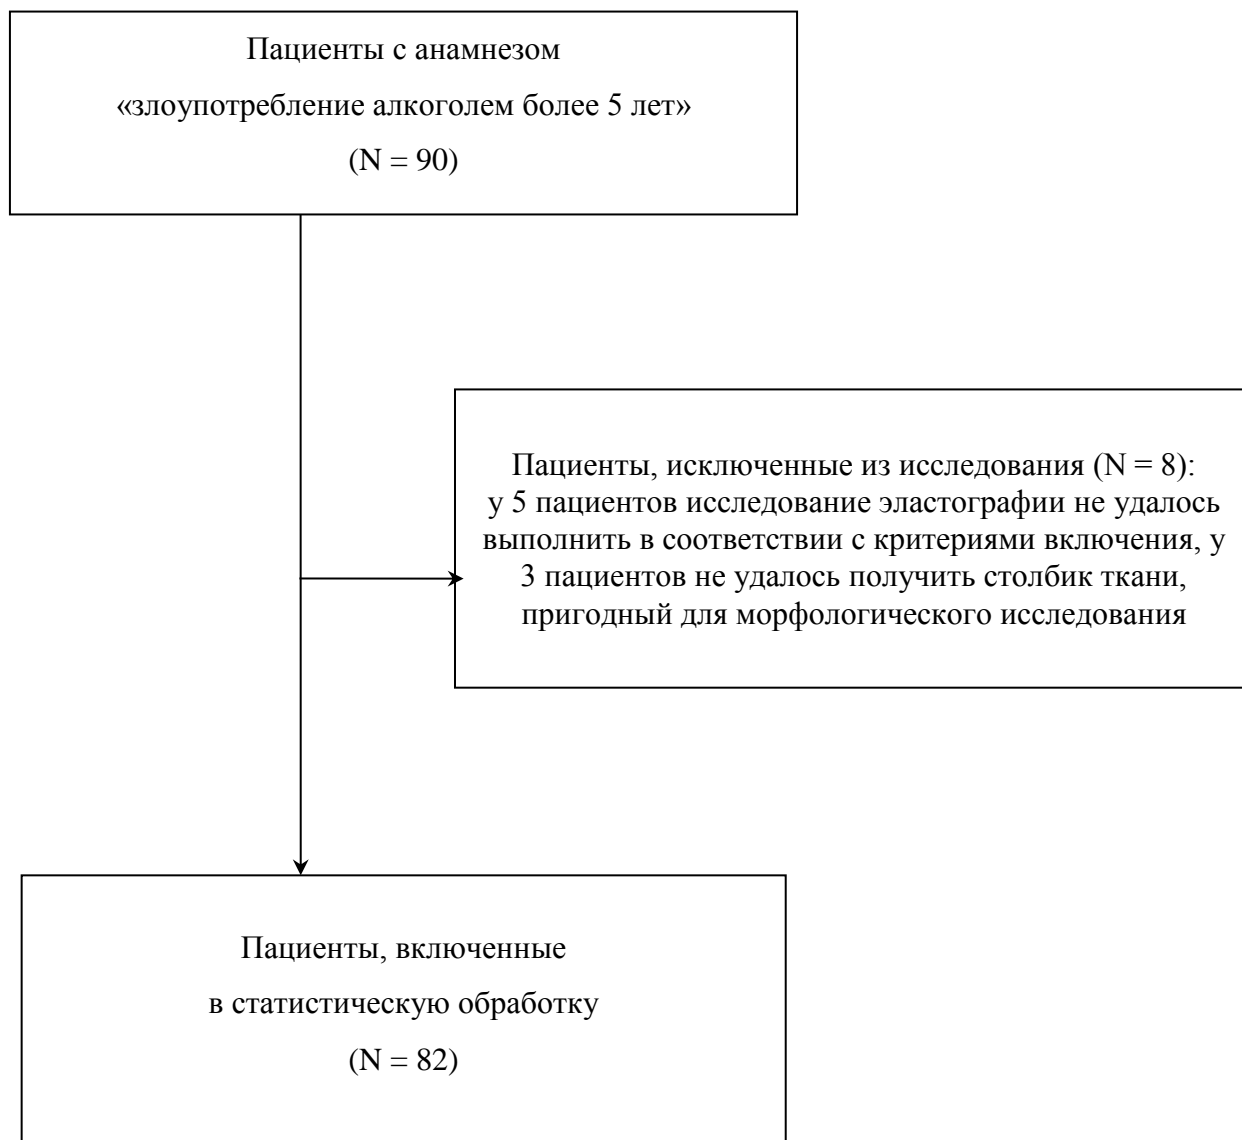 Пациенты с анамнезом
«злоупотребление алкоголем более 5 лет»
(N = 90)
Пациенты, исключенные из исследования (N = 8):
у 5 пациентов исследование эластографии не удалось
выполнить в соответствии с критериями включения, у
3 пациентов не удалось получить столбик ткани,
пригодный для морфологического исследования
Пациенты, включенные
в статистическую обработку
(N = 82)